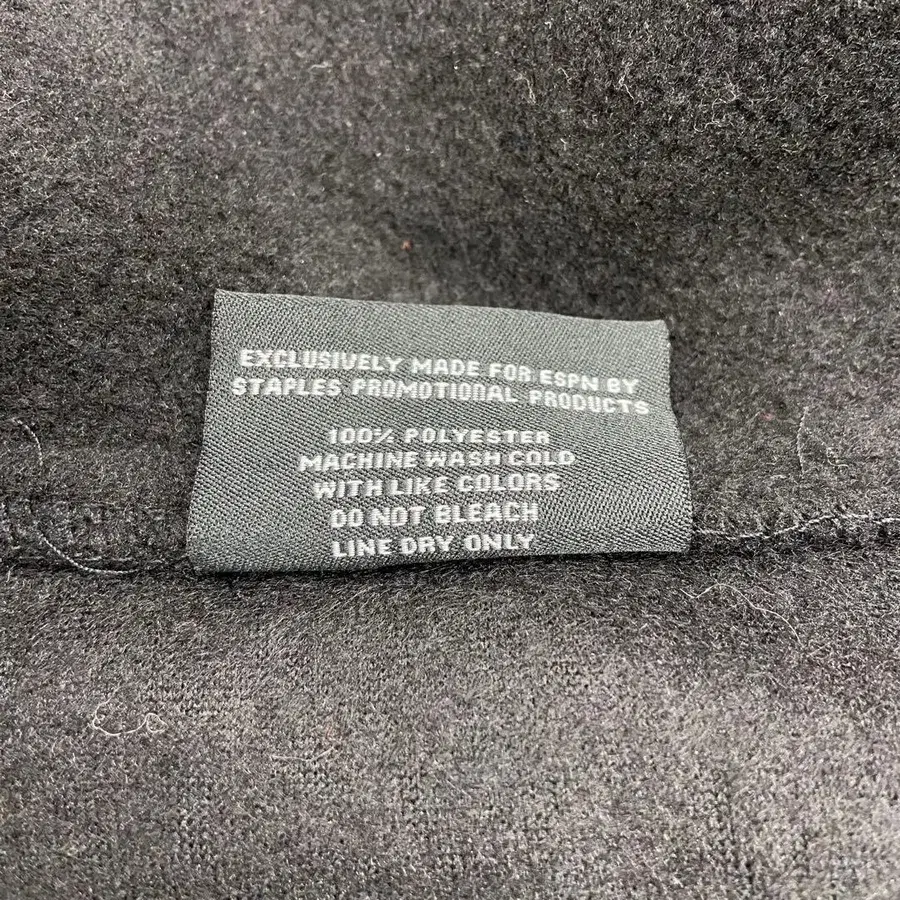 EXCLUSIVELY MADE FOR ESPN BY
STAPLES PROMOTIONAL PRODUCTS
100% POLYESTER
MACHINE WASH COLD
WITH LIKE COLORS
DO NOT BLEACH
LINE DRY ONLY